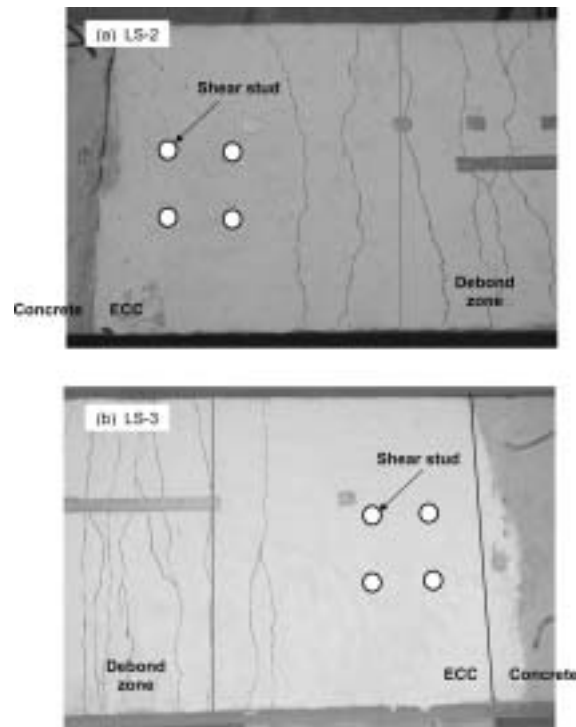 (a) LS-2
Shear stud
Debond
zone
Concrete ECC
(b) LS-3
Shear stud
Debond
zone
ECC Concrete